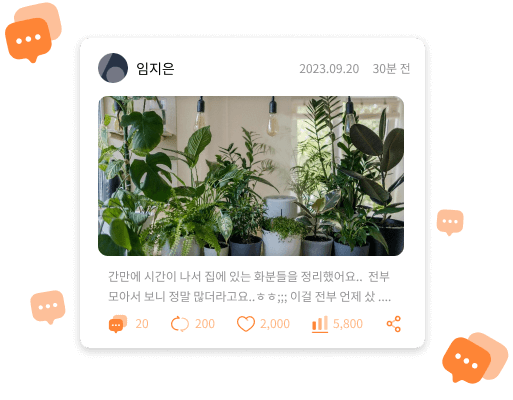 임지은
2023.09.20 30분 전
간만에 시간이 나서 집에 있는 화분들을 정리했어요.. 전부
모아서 보니 정말 많더라고요..ㅎㅎ;;; 이걸 전부 언제 샀 ....
20 200 2,000 5,800